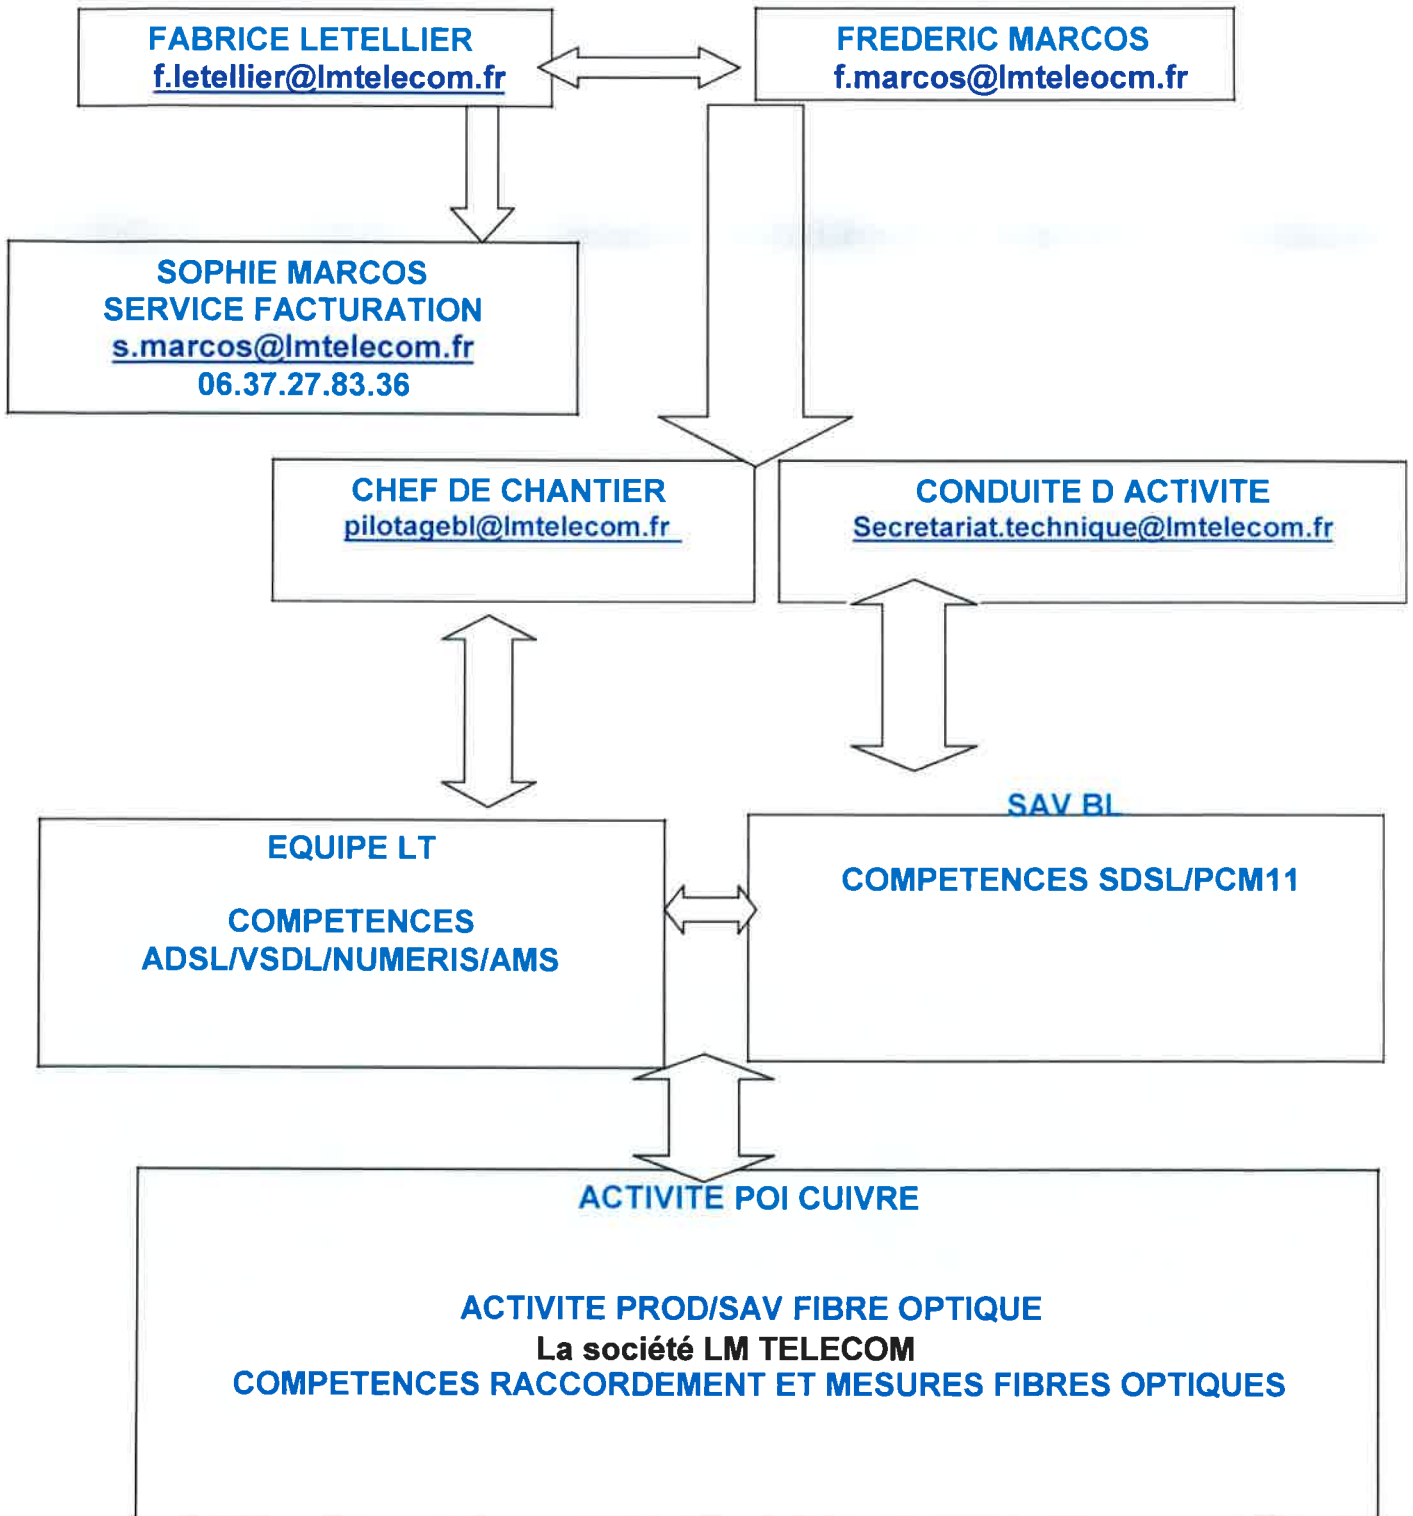 FABRICE LETELLIER
f.letellier@lmtelecom.fr
FREDERIC MARCOS
f.marcos@lmteleocm.fr
SOPHIE MARCOS
SERVICE FACTURATION
s.marcos@lmtelecom.fr
06.37.27.83.36
CHEF DE CHANTIER
pilotagebl@lmtelecom.fr
CONDUITE D ACTIVITE
Secretariat.technique@lmtelecom.fr
EQUIPE LT
COMPETENCES
ADSL/VSDL/NUMERIS/AMS
SAV BL
COMPETENCES SDSL/PCM11
ACTIVITE POI CUIVRE
ACTIVITE PROD/SAV FIBRE OPTIQUE
La société LM TELECOM
COMPETENCES RACCORDEMENT ET MESURES FIBRES OPTIQUES